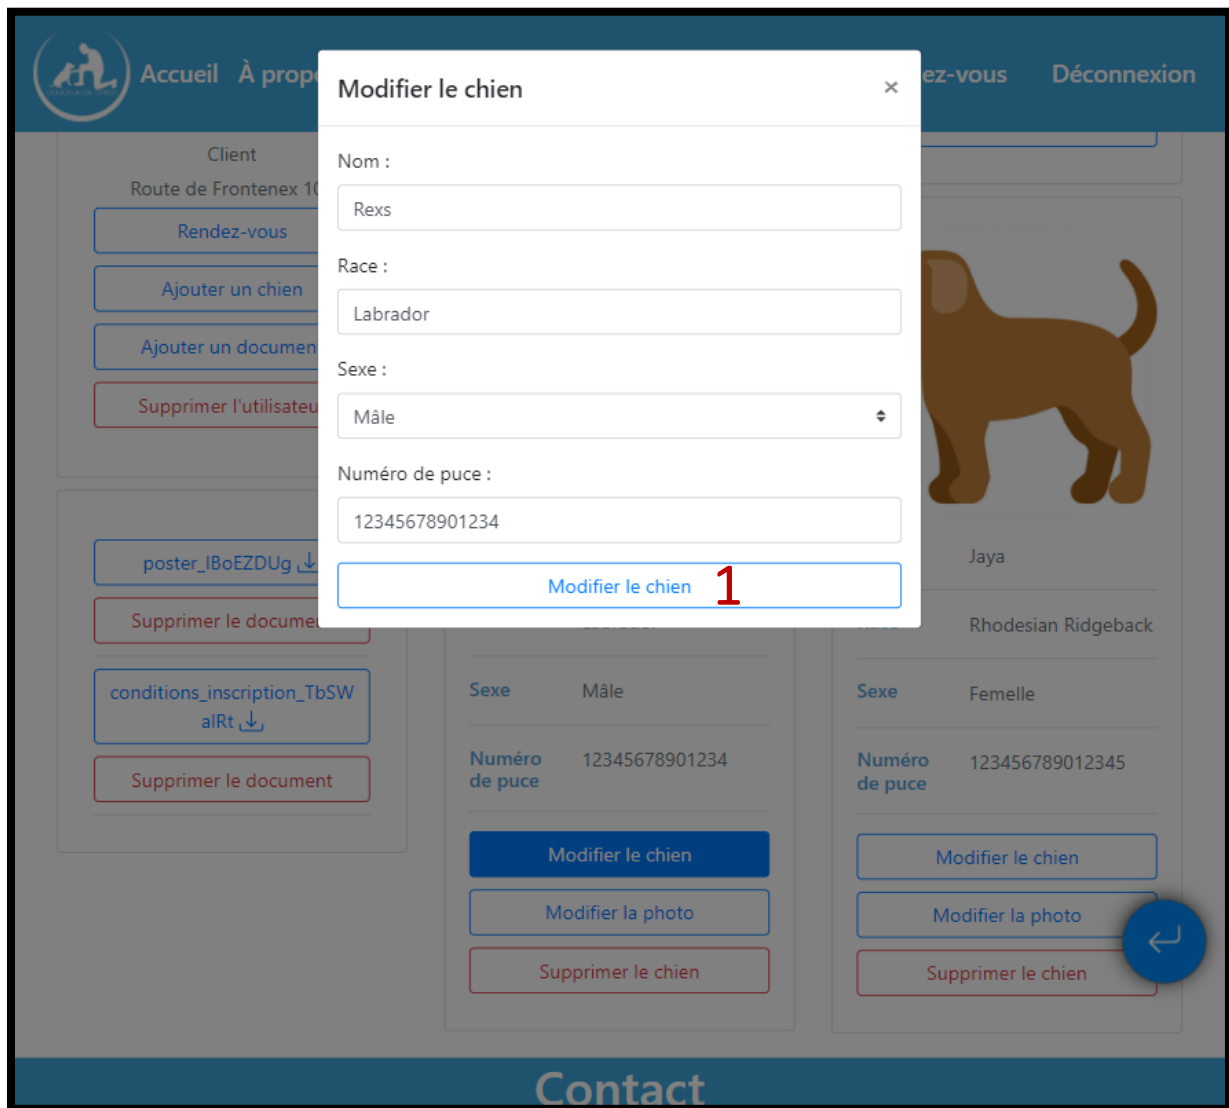 Accueil
À prop
ez-vous
Déconnexion
Modifier le chien
×
Nom :
Rexs
Race :
Labrador
Sexe :
Mâle
Numéro de puce :
12345678901234
Modifier le chien 1
Client
Route de Frontenex 10
Rendez-vous
Ajouter un chien
Ajouter un documen
Supprimer l'utilisateu
poster_IBoEZDUg
Supprimer le docume
conditions_inscription_TbSW
alRt
Supprimer le document
Sexe Mâle
Numéro
de puce
12345678901234
Modifier le chien
Modifier la photo
Supprimer le chien
Jaya
Rhodesian Ridgeback
Sexe Femelle
Numéro
de puce
123456789012345
Modifier le chien
Modifier la photo
Supprimer le chien
Contact